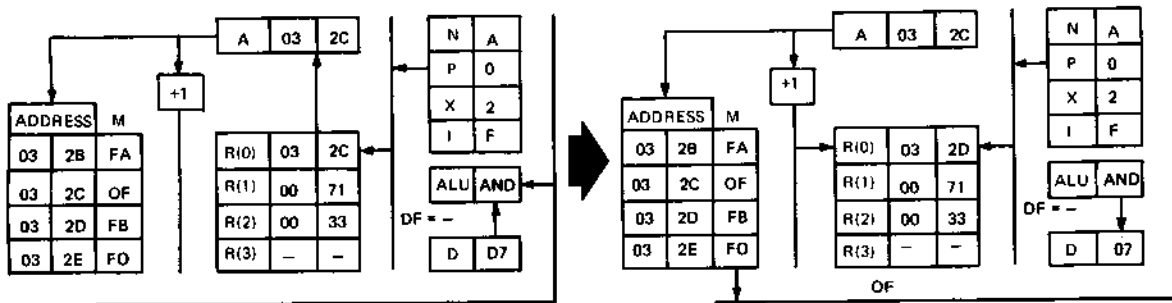 A 03 2C
+1
N A
P 0
X 2
I F
ADDRESS M
03 2B FA
03 2C OF
03 2D FB
03 2E FO
R(0) 03 2C
R(1) 00 71
R(2) 00 33
R(3) – –
ALU AND
DF = –
D D7
A 03 2C
+1
N A
P 0
X 2
I F
ADDRESS M
03 2B FA
03 2C OF
03 2D FB
03 2E FO
R(0) 03 2D
R(1) 00 71
R(2) 00 33
R(3) – –
ALU AND
DF = –
D 07
OF